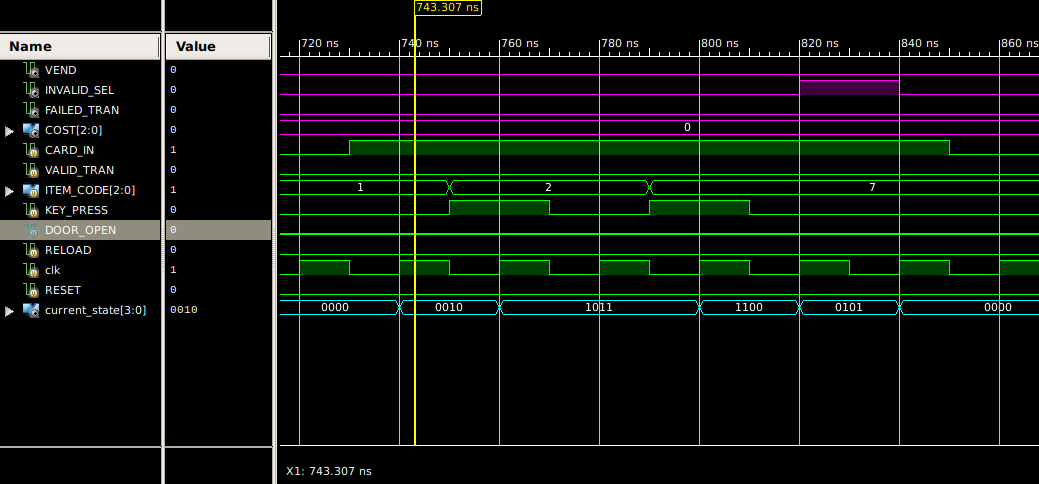 743.307 ns
Name Value
720 ns 740 ns 760 ns 780 ns 800 ns 820 ns 840 ns 860 ns
VEND 0
INVALID_SEL 0
FAILED_TRAN 0
COST[2:0] 0 0
CARD_IN 1
VALID_TRAN 0
ITEM_CODE[2:0] 1 1 2 7
KEY_PRESS 0
DOOR_OPEN 0
RELOAD 0
clk 1
RESET 0
current_state[3:0] 0010 0000 0010 1011 1100 0101 0000
X1: 743.307 ns